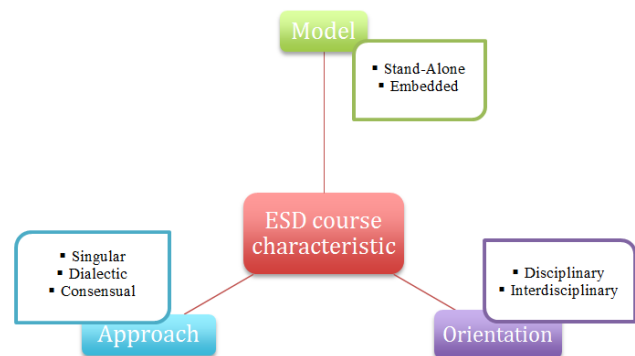 Model
▪ Stand-Alone
▪ Embedded
ESD course
characteristic
▪ Singular
▪ Dialectic
▪ Consensual
Approach
▪ Disciplinary
▪ Interdisciplinary
Orientation